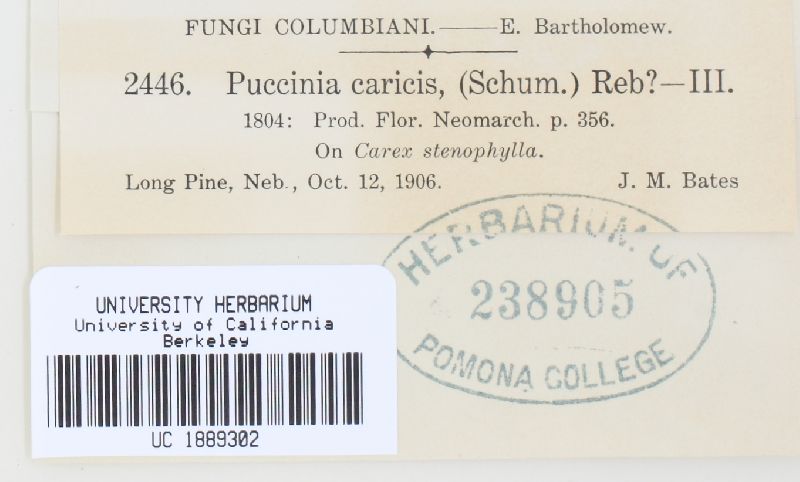 FUNGI COLUMBIANI.——E. Bartholomew.
2446. Puccinia caricis, (Schum.) Reb?—III.
1804: Prod. Flor. Neomarch. p. 356.
On Carex stenophylla.
Long Pine, Neb., Oct. 12, 1906. J. M. Bates
HERBARIUM OF
238905
POMONA COLLEGE
UNIVERSITY HERBARIUM
University of California
Berkeley
UC 1889302